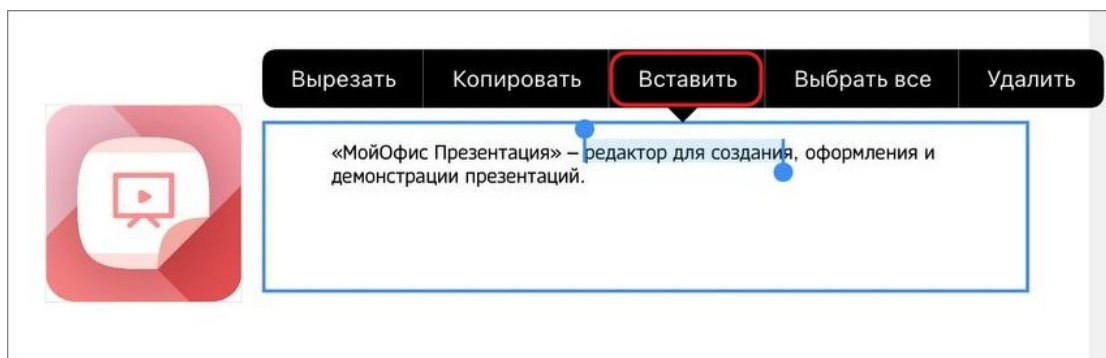 Вырезать Копировать Вставить Выбрать все Удалить
«МойОфис Презентация» – редактор для создания, оформления и
демонстрации презентаций.